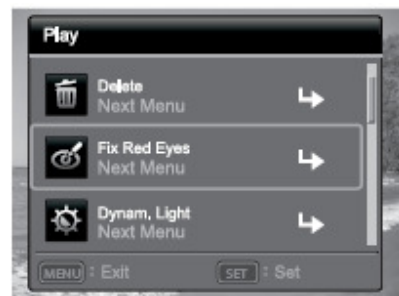 Play
Delete
Next Menu
Fix Red Eyes
Next Menu
Dynam, Light
Next Menu
MENU : Exit SET : Set